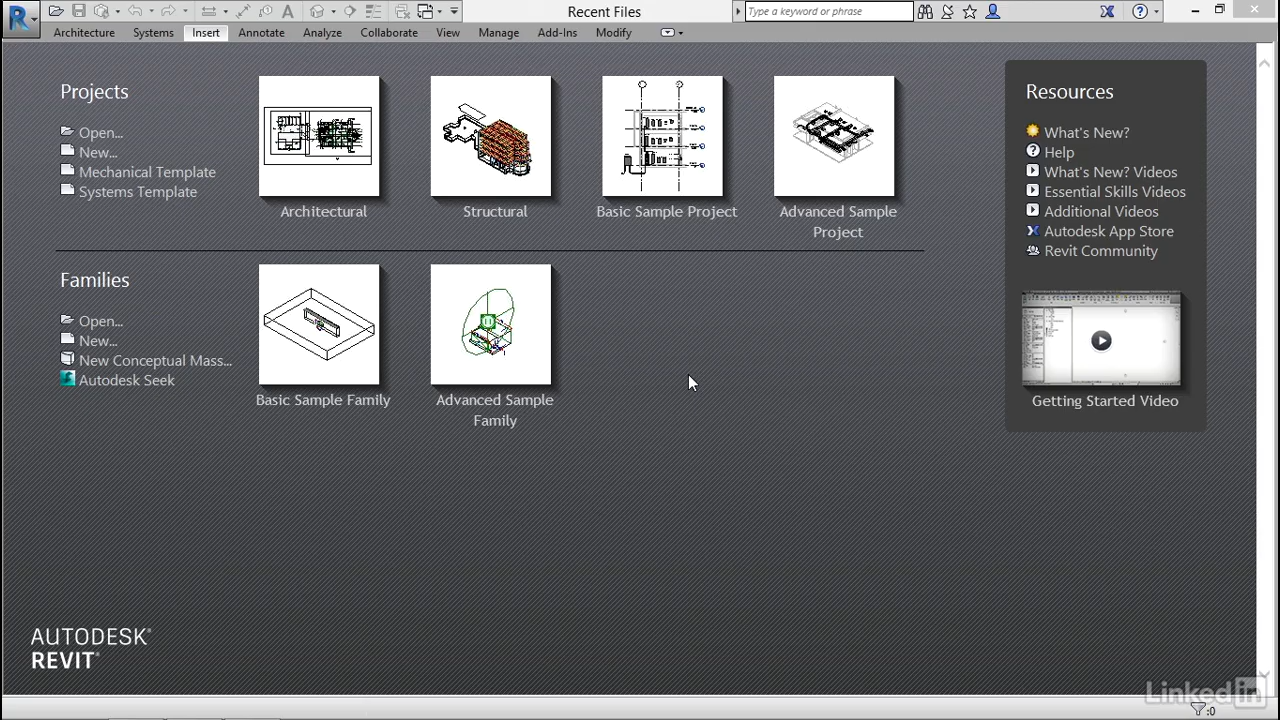 Recent Files
Type a keyword or phrase
Architecture Systems Insert Annotate Analyze Collaborate View Manage Add-Ins Modify
Projects
Open...
New...
Mechanical Template
Systems Template
Architectural
Structural
Basic Sample Project
Advanced Sample
Project
Families
Open...
New...
New Conceptual Mass...
Autodesk Seek
Basic Sample Family
Advanced Sample
Family
Resources
What's New?
Help
What's New? Videos
Essential Skills Videos
Additional Videos
Autodesk App Store
Revit Community
Getting Started Video
AUTODESK®
REVIT®
LinkedIn
:0